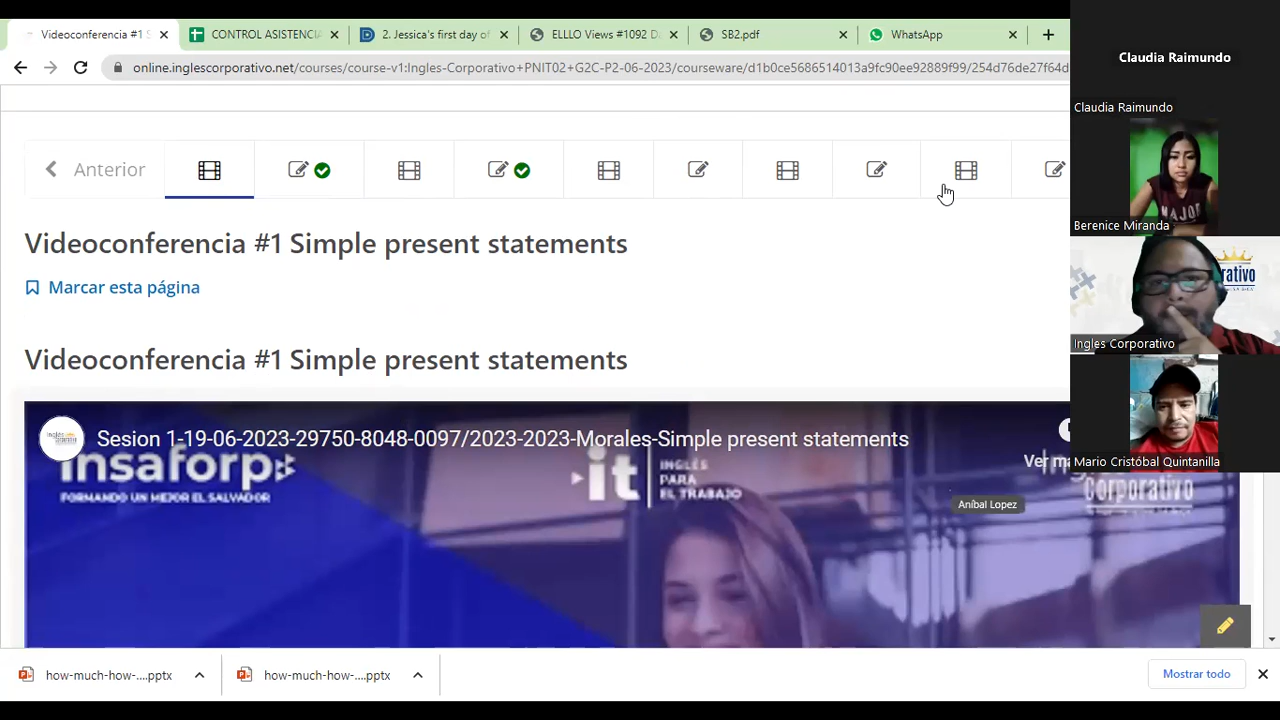 Videoconferencia #1 S
CONTROL ASISTENCIA
2. Jessica's first day of
ELLLO Views #1092 D
SB2.pdf
WhatsApp
online.inglescorporativo.net/courses/course-v1:Ingles-Corporativo+PNIT02+G2C-P2-06-2023/courseware/d1b0ce5686514013a9fc90ee92889f99/254d76de27f64d
Claudia Raimundo
Claudia Raimundo
Anterior
MAJOR
Berenice Miranda
Videoconferencia #1 Simple present statements
Marcar esta página
Ingles Corporativo
Videoconferencia #1 Simple present statements
Sesion 1-19-06-2023-29750-8048-0097/2023-2023-Morales-Simple present statements
insaforp
FORMANDO UN MEJOR EL SALVADOR
it
INGLÉS
PARA
EL TRABAJO
Mario Cristóbal Quintanilla
Corporativo
Aníbal Lopez
how-much-how-....pptx
how-much-how-....pptx
Mostrar todo